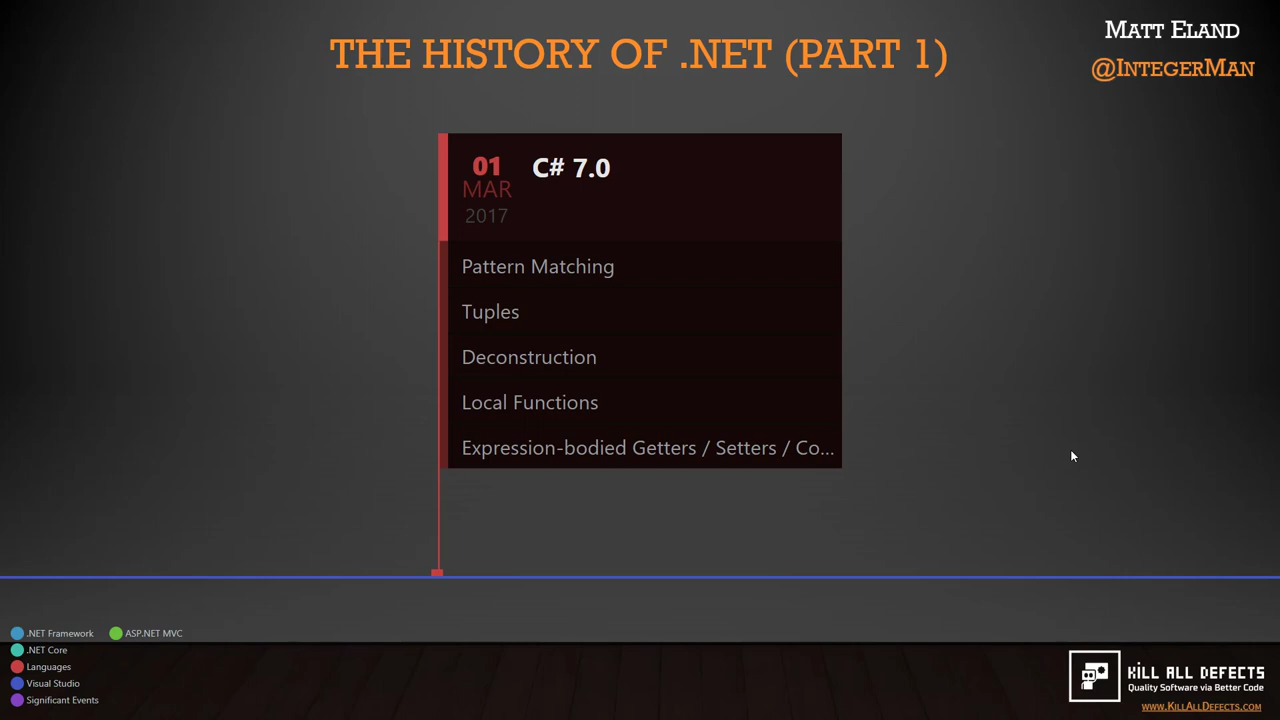 THE HISTORY OF .NET (PART 1)
MATT ELAND
@INTEGERMAN
01
MAR
2017
C# 7.0
Pattern Matching
Tuples
Deconstruction
Local Functions
Expression-bodied Getters / Setters / Co...
.NET Framework
ASP.NET MVC
.NET Core
Languages
Visual Studio
Significant Events
KILL ALL DEFECTS
Quality Software via Better Code
WWW.KILLALLDEFECTS.COM